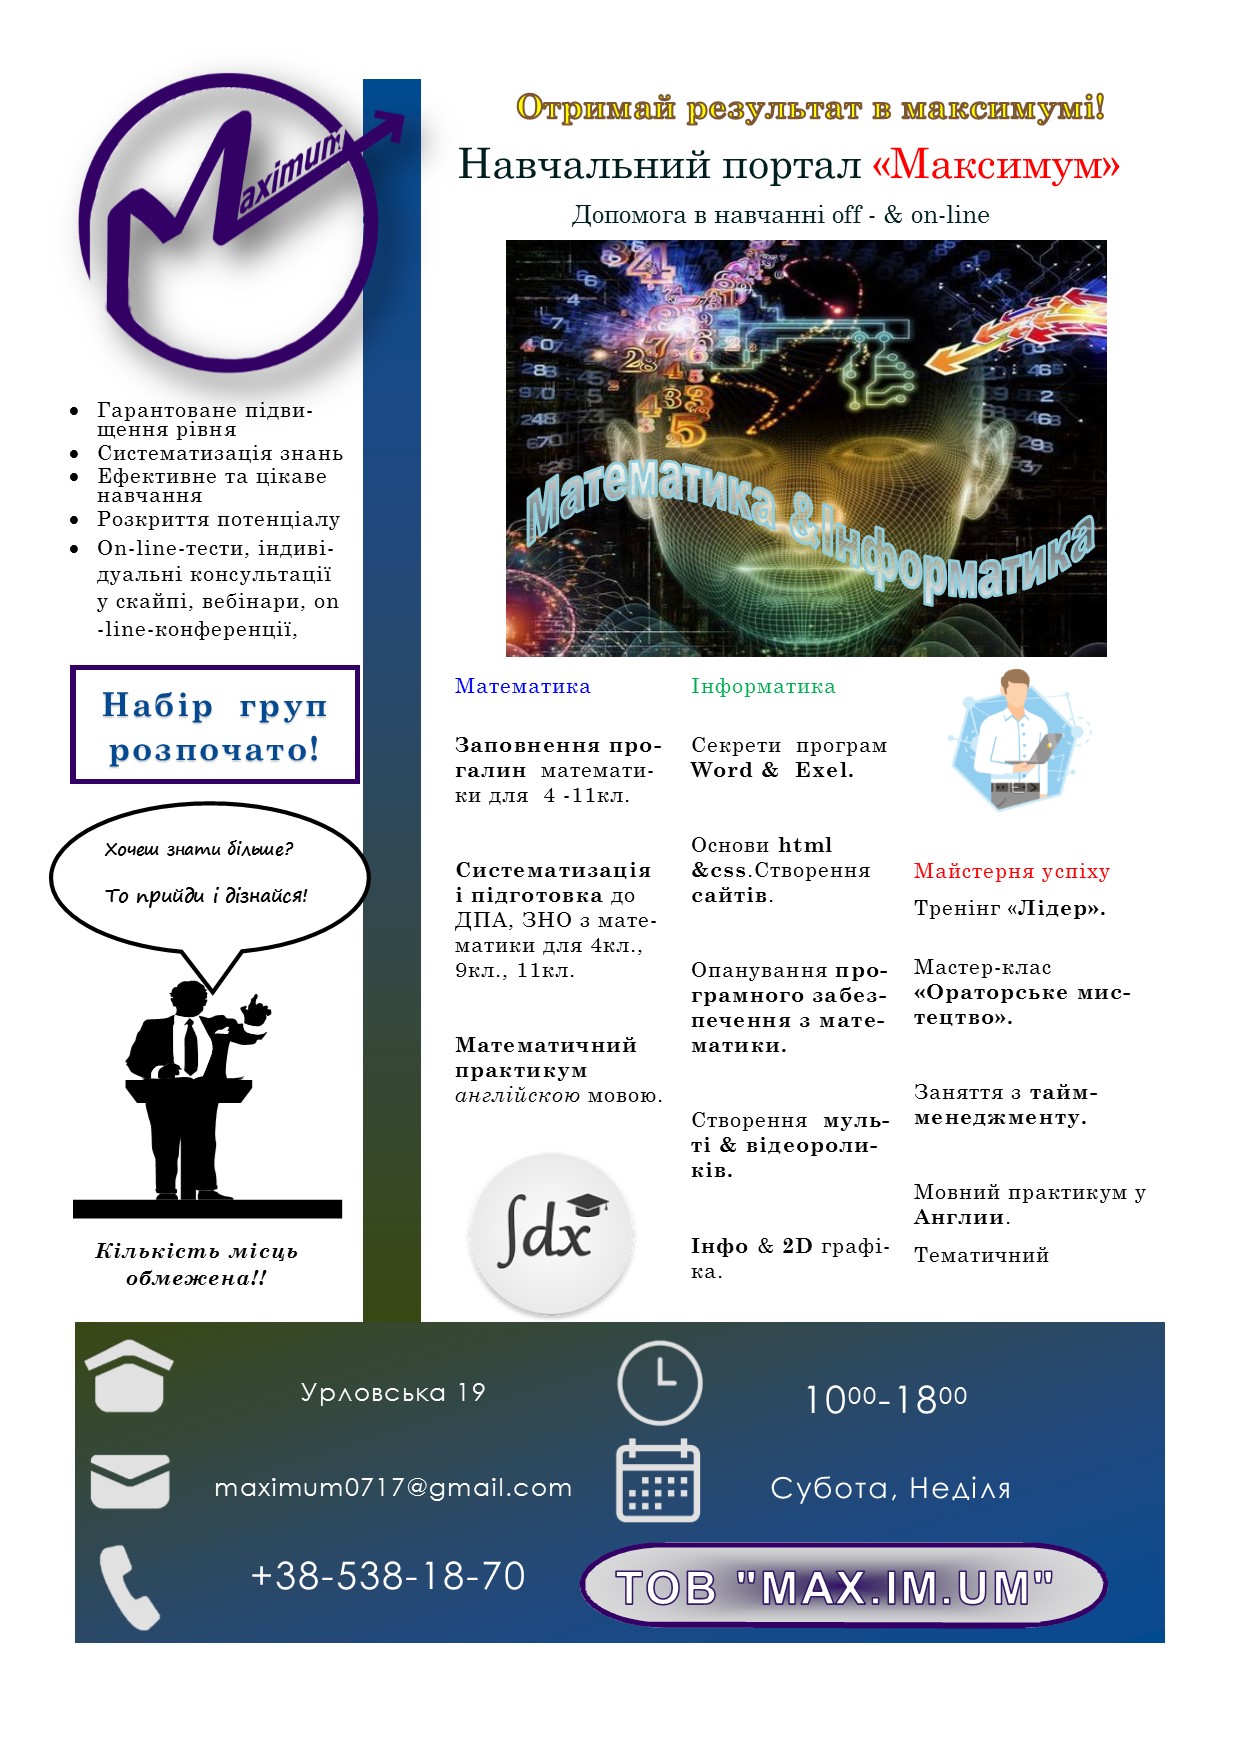 Maximum
Отримай результат в максимумі!
Навчальний портал «Максимум»
Допомога в навчанні off - & on-line
Математика & Інформатика
• Гарантоване підви-
щення рівня
• Систематизація знань
• Ефективне та цікаве
навчання
• Розкриття потенціалу
• On-line-тести, індиві-
дуальні консультації
у скайпі, вебінари, on
-line-конференції,
Набір груп
розпочато!
Хочеш знати більше?
То прийди і дізнайся!
Кількість місць
обмежена!!
Математика
Заповнення про-
галин математи-
ки для 4 -11кл.
Систематизація
і підготовка до
ДПА, ЗНО з мате-
матики для 4кл.,
9кл., 11кл.
Математичний
практикум
англійскою мовою.
∫dx
Інформатика
Секрети програм
Word & Exel.
Основи html
&css.Створення
сайтів.
Опанування про-
грамного забез-
печення з мате-
матики.
Створення муль-
ті & відеороли-
ків.
Інфо & 2D графі-
ка.
Майстерня успіху
Тренінг «Лідер».
Мастер-клас
«Ораторське мис-
тецтво».
Заняття з тайм-
менеджменту.
Мовний практикум у
Англии.
Тематичний
Урловська 19
maximum0717@gmail.com
+38-538-18-70
10⁰⁰-18⁰⁰
Субота, Неділя
ТОВ "MAX.IM.UM"